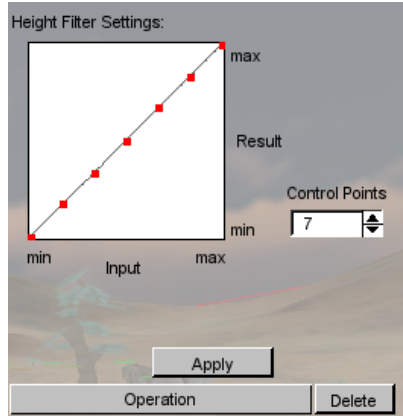 Height Filter Settings:
max
Result
Control Points
7
min
min
max
Input
Apply
Operation
Delete